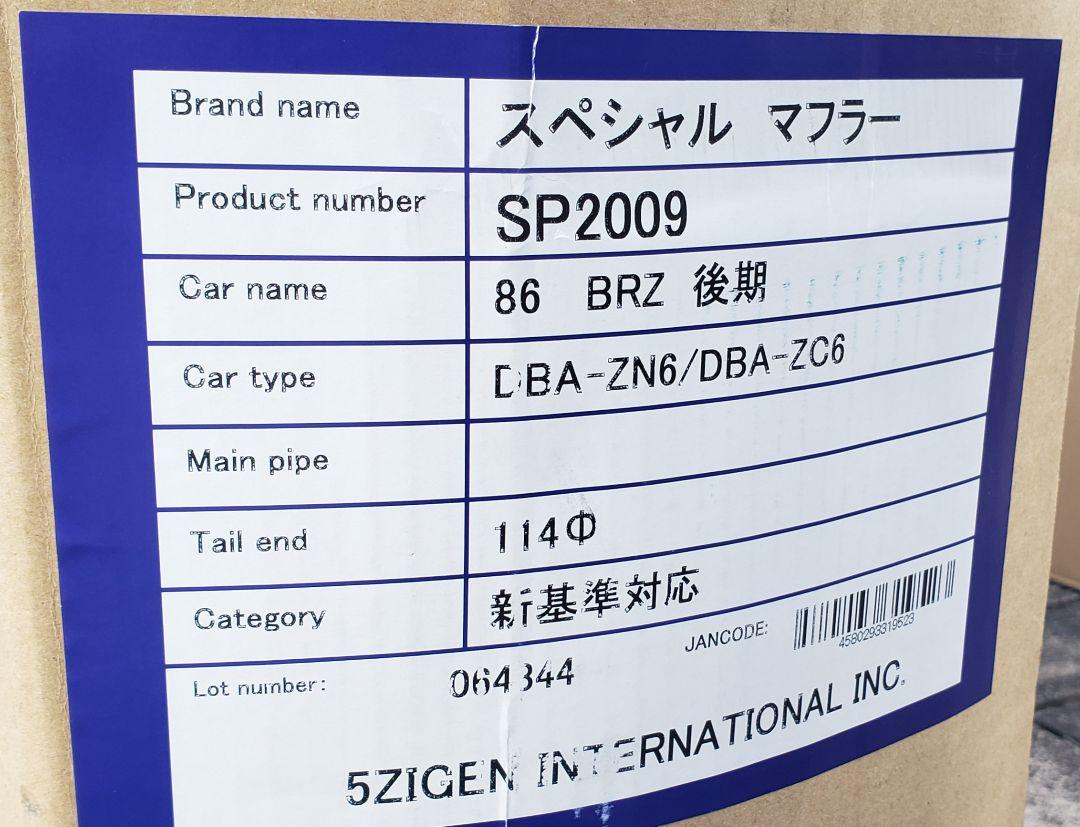 Brand name スペシャル マフラー
Product number SP2009
Car name 86 BRZ 後期
Car type DBA-ZN6/DBA-ZC6
Main pipe
Tail end 114Φ
Category 新基準対応
Lot number: 064344 JANCODE: 4580293319523
5ZIGEN INTERNATIONAL INC.